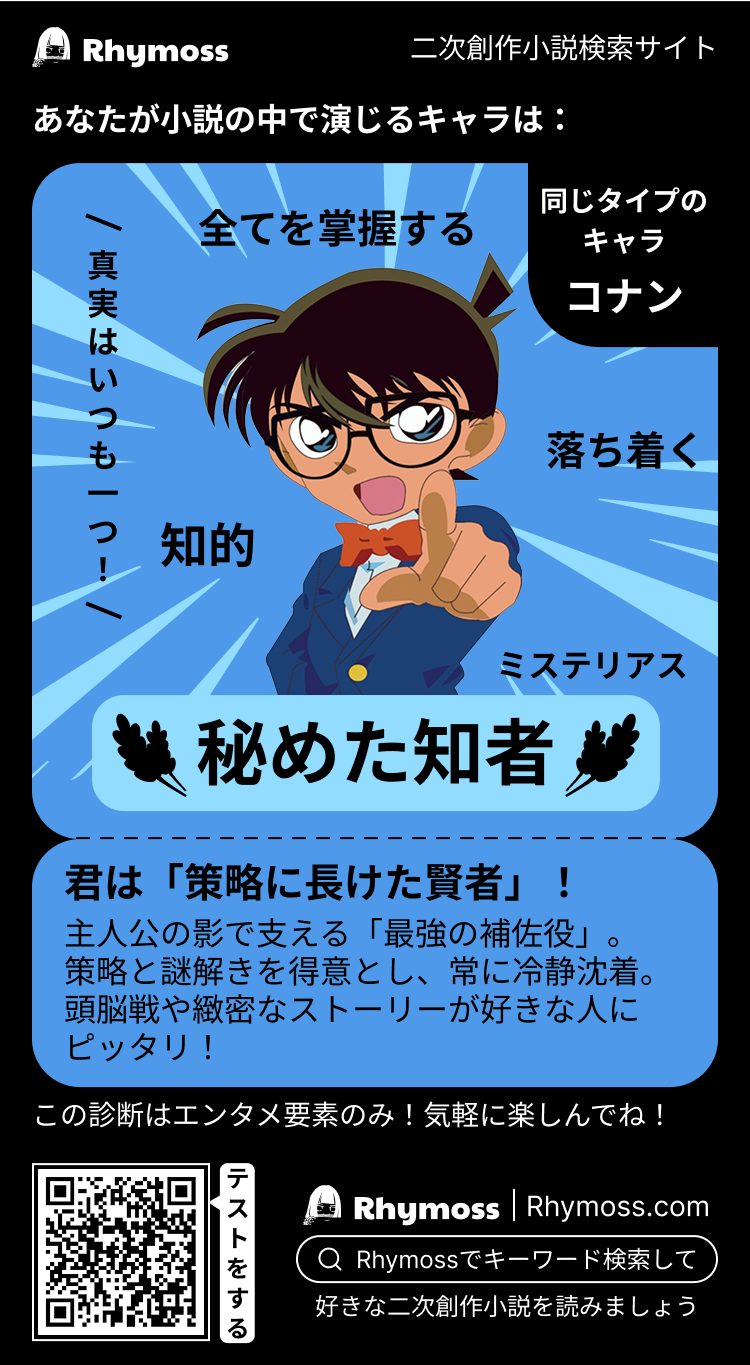 Rhymoss
二次創作小説検索サイト
あなたが小説の中で演じるキャラは：
同じタイプの
キャラ
コナン
全てを掌握する
真実はいつも一つ！
落ち着く
知的
ミステリアス
秘めた知者
君は「策略に長けた賢者」！
主人公の影で支える「最強の補佐役」。
策略と謎解きを得意とし、常に冷静沈着。
頭脳戦や緻密なストーリーが好きな人に
ピッタリ！
この診断はエンタメ要素のみ！気軽に楽しんでね！
テストをする
Rhymoss｜Rhymoss.com
Rhymossでキーワード検索して
好きな二次創作小説を読みましょう